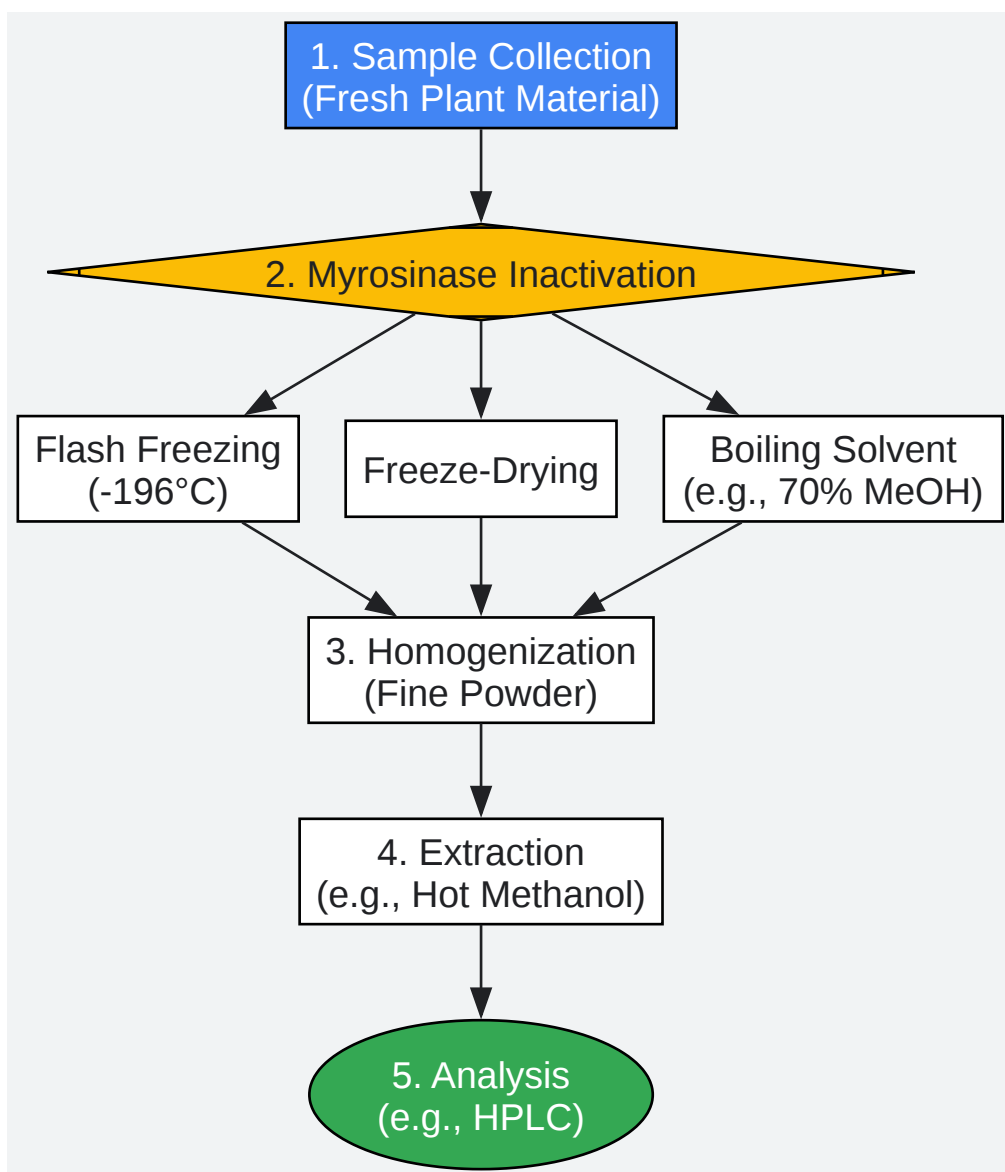 1. Sample Collection
(Fresh Plant Material)
2. Myrosinase Inactivation
Flash Freezing
(-196°C)
Freeze-Drying
Boiling Solvent
(e.g., 70% MeOH)
3. Homogenization
(Fine Powder)
4. Extraction
(e.g., Hot Methanol)
5. Analysis
(e.g., HPLC)